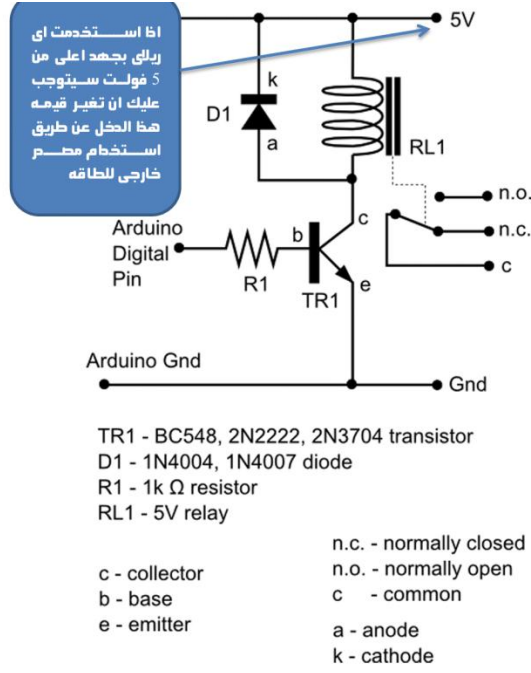 اذا ســـتخدمت اى
ريللي بجهد اعلى من
5 فولت سيتوجب
عليك ان تغير قيمه
هذا الدخل عن طريق
استخدام مصدر
خارجي للطاقه
5V
k
D1
a
RL1
n.o.
n.c.
c
c
b
e
Arduino
Digital
Pin
R1
TR1
Arduino Gnd
Gnd
TR1 - BC548, 2N2222, 2N3704 transistor
D1 - 1N4004, 1N4007 diode
R1 - 1k Ω resistor
RL1 - 5V relay
c - collector
b - base
e - emitter
n.c. - normally closed
n.o. - normally open
c - common
a - anode
k - cathode